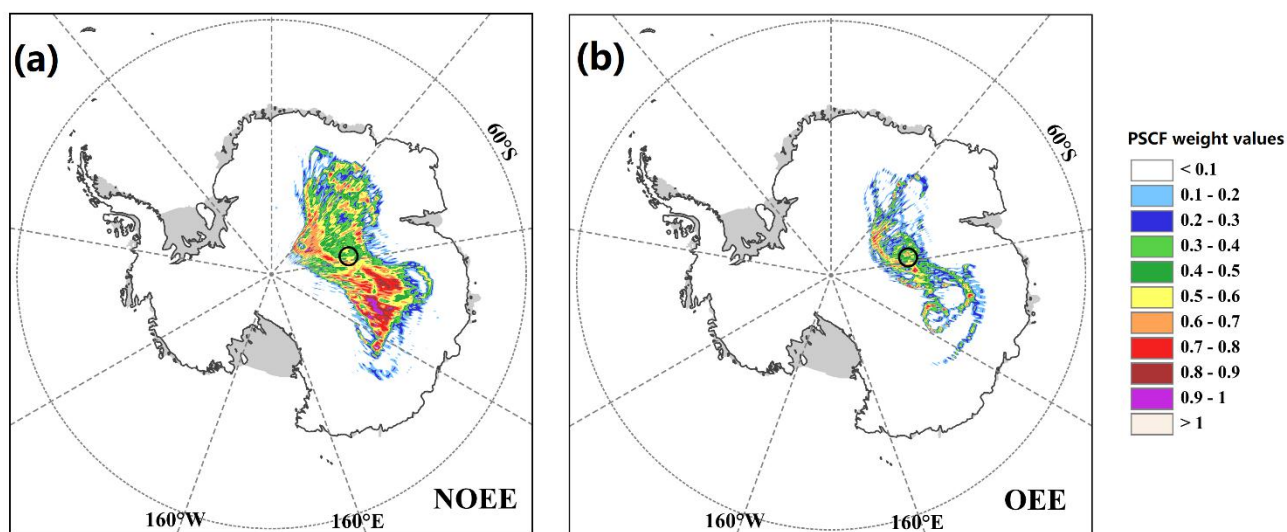 (a)
60°S
NOEE
160°W
160°E
(b)
60°S
OEE
160°W
160°E
PSCF weight values
< 0.1
0.1 - 0.2
0.2 - 0.3
0.3 - 0.4
0.4 - 0.5
0.5 - 0.6
0.6 - 0.7
0.7 - 0.8
0.8 - 0.9
0.9 - 1
> 1